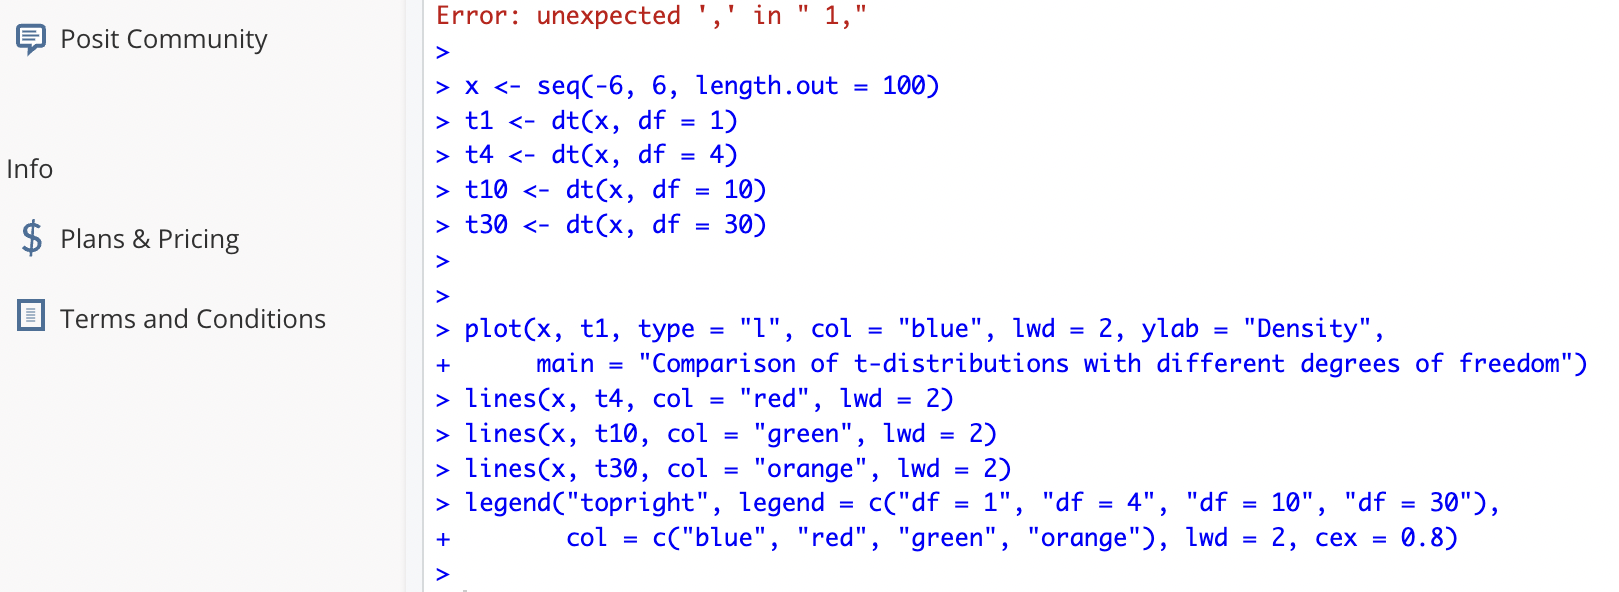 Posit Community
Info
Plans & Pricing
Terms and Conditions
Error: unexpected ',' in " 1,"
>
> x <- seq(-6, 6, length.out = 100)
> t1 <- dt(x, df = 1)
> t4 <- dt(x, df = 4)
> t10 <- dt(x, df = 10)
> t30 <- dt(x, df = 30)
>
>
> plot(x, t1, type = "l", col = "blue", lwd = 2, ylab = "Density",
+      main = "Comparison of t-distributions with different degrees of freedom")
> lines(x, t4, col = "red", lwd = 2)
> lines(x, t10, col = "green", lwd = 2)
> lines(x, t30, col = "orange", lwd = 2)
> legend("topright", legend = c("df = 1", "df = 4", "df = 10", "df = 30"),
+        col = c("blue", "red", "green", "orange"), lwd = 2, cex = 0.8)
>